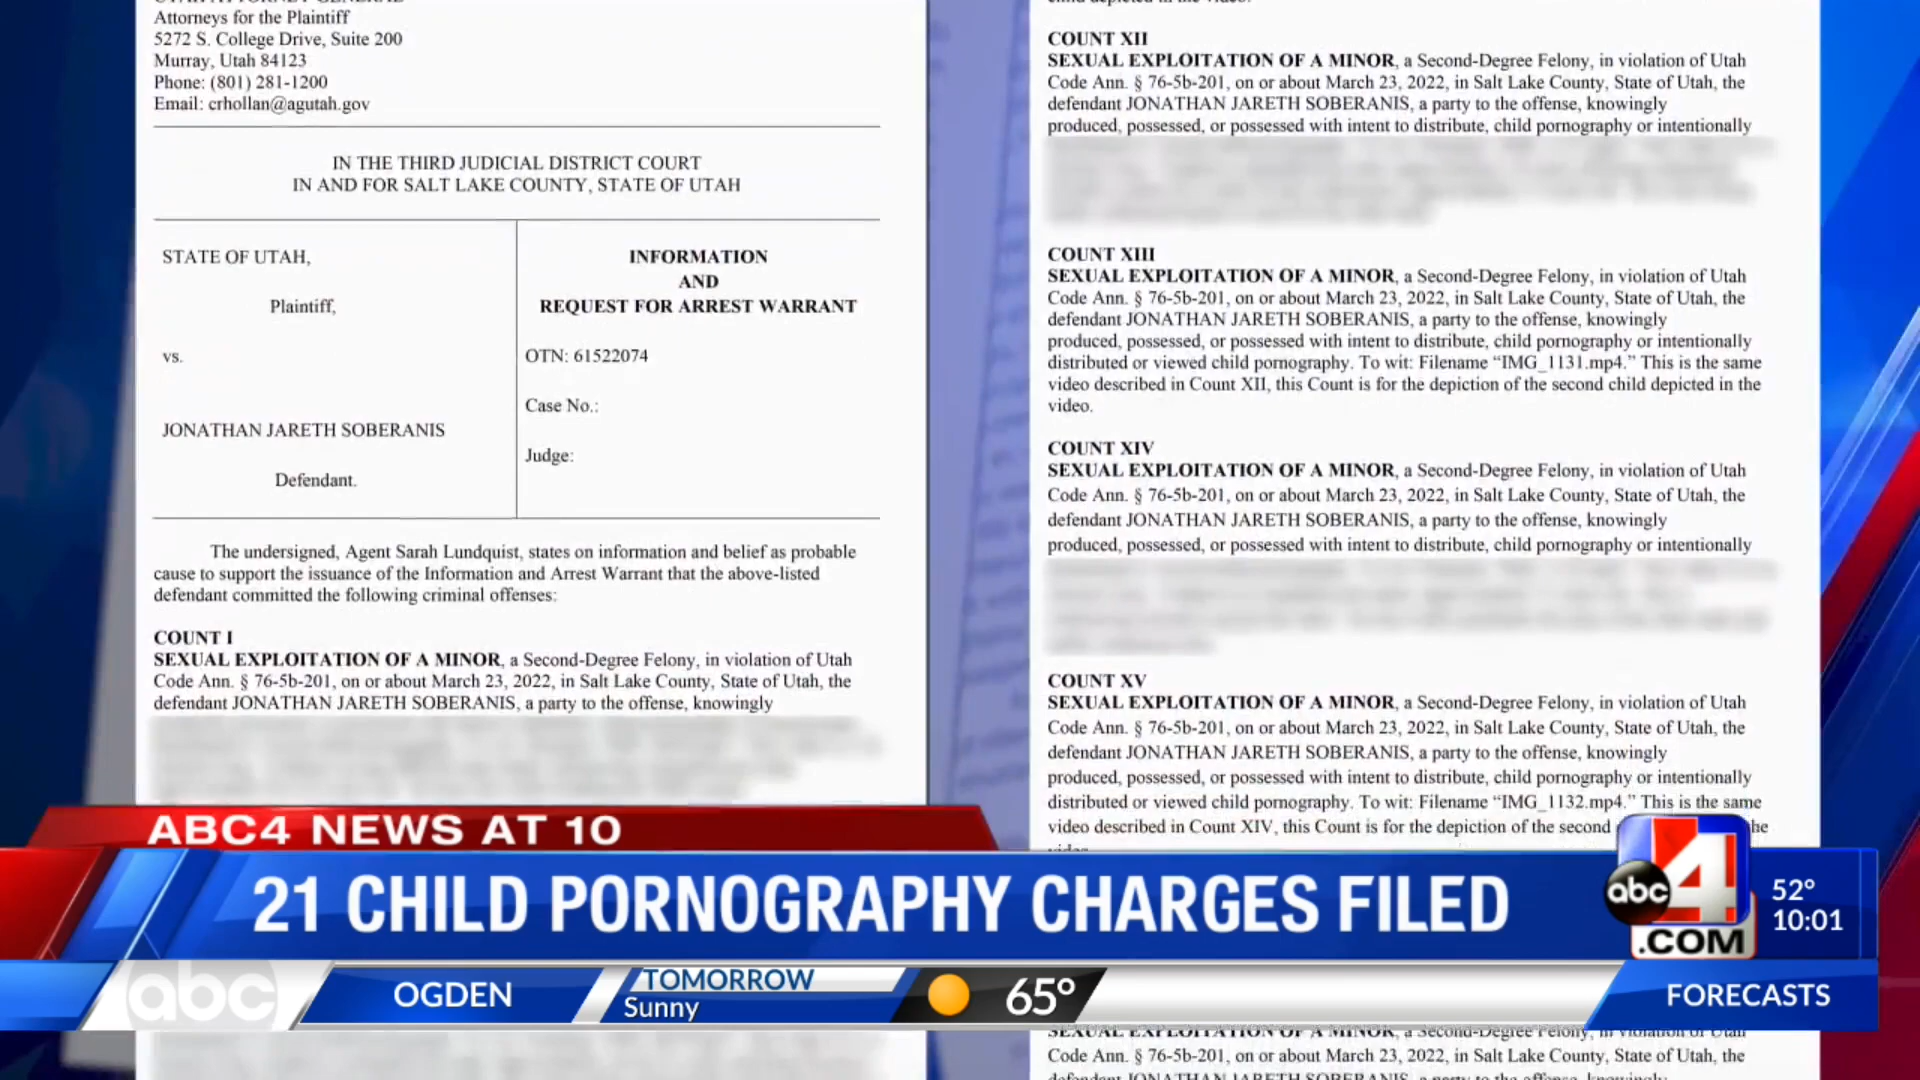 Attorneys for the Plaintiff
5272 S. College Drive, Suite 200
Murray, Utah 84123
Phone: (801) 281-1200
Email: crhollan@agutah.gov
IN THE THIRD JUDICIAL DISTRICT COURT
IN AND FOR SALT LAKE COUNTY, STATE OF UTAH
STATE OF UTAH,
Plaintiff,
vs.
JONATHAN JARETH SOBERANIS
Defendant.
INFORMATION
AND
REQUEST FOR ARREST WARRANT
OTN: 61522074
Case No.:
Judge:
The undersigned, Agent Sarah Lundquist, states on information and belief as probable
cause to support the issuance of the Information and Arrest Warrant that the above-listed
defendant committed the following criminal offenses:
COUNT I
SEXUAL EXPLOITATION OF A MINOR, a Second-Degree Felony, in violation of Utah
Code Ann. § 76-5b-201, on or about March 23, 2022, in Salt Lake County, State of Utah, the
defendant JONATHAN JARETH SOBERANIS, a party to the offense, knowingly
COUNT XII
SEXUAL EXPLOITATION OF A MINOR, a Second-Degree Felony, in violation of Utah
Code Ann. § 76-5b-201, on or about March 23, 2022, in Salt Lake County, State of Utah, the
defendant JONATHAN JARETH SOBERANIS, a party to the offense, knowingly
produced, possessed, or possessed with intent to distribute, child pornography or intentionally
COUNT XIII
SEXUAL EXPLOITATION OF A MINOR, a Second-Degree Felony, in violation of Utah
Code Ann. § 76-5b-201, on or about March 23, 2022, in Salt Lake County, State of Utah, the
defendant JONATHAN JARETH SOBERANIS, a party to the offense, knowingly
produced, possessed, or possessed with intent to distribute, child pornography or intentionally
distributed or viewed child pornography. To wit: Filename “IMG_1131.mp4.” This is the same
video described in Count XII, this Count is for the depiction of the second child depicted in the
video.
COUNT XIV
SEXUAL EXPLOITATION OF A MINOR, a Second-Degree Felony, in violation of Utah
Code Ann. § 76-5b-201, on or about March 23, 2022, in Salt Lake County, State of Utah, the
defendant JONATHAN JARETH SOBERANIS, a party to the offense, knowingly
produced, possessed, or possessed with intent to distribute, child pornography or intentionally
COUNT XV
SEXUAL EXPLOITATION OF A MINOR, a Second-Degree Felony, in violation of Utah
Code Ann. § 76-5b-201, on or about March 23, 2022, in Salt Lake County, State of Utah, the
defendant JONATHAN JARETH SOBERANIS, a party to the offense, knowingly
produced, possessed, or possessed with intent to distribute, child pornography or intentionally
distributed or viewed child pornography. To wit: Filename “IMG_1132.mp4.” This is the same
video described in Count XIV, this Count is for the depiction of the second
SEXUAL EXPLOITATION OF A MINOR, a Second-Degree Felony, in violation of Utah
Code Ann. § 76-5b-201, on or about March 23, 2022, in Salt Lake County, State of Utah, the
defendant JONATHAN JARETH SOBERANIS, a party to the offense, knowingly
ABC4 NEWS AT 10
21 CHILD PORNOGRAPHY CHARGES FILED
abc 4
.COM
52°
10:01
abc
OGDEN
TOMORROW
Sunny
65°
FORECASTS